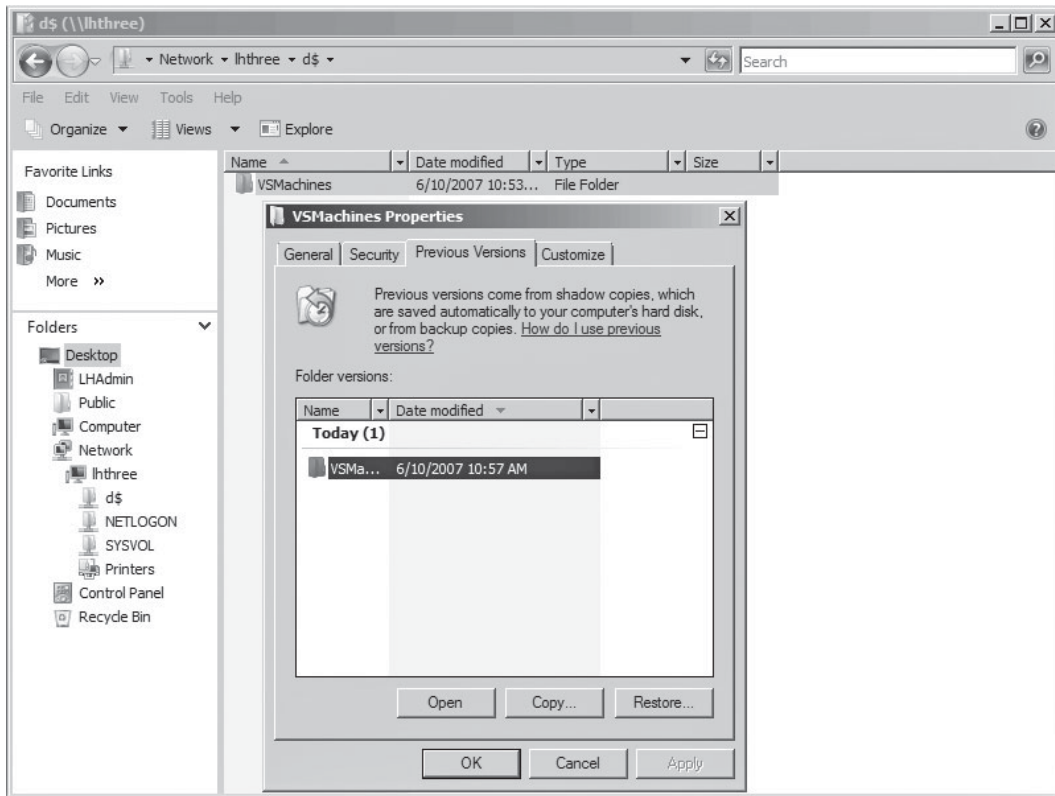 d$ (\\lhthree)
Network lhthree d$
Search
File Edit View Tools Help
Organize Views Explore
Favorite Links
Documents
Pictures
Music
More »
Folders
Desktop
LHAdmin
Public
Computer
Network
lhthree
d$
NETLOGON
SYSVOL
Printers
Control Panel
Recycle Bin
Name Date modified Type Size
VSMachines 6/10/2007 10:53... File Folder
VSMachines Properties
General Security Previous Versions Customize
Previous versions come from shadow copies, which
are saved automatically to your computer's hard disk,
or from backup copies. How do I use previous
versions?
Folder versions:
Name Date modified
Today (1)
VSMa... 6/10/2007 10:57 AM
Open Copy... Restore...
OK Cancel Apply